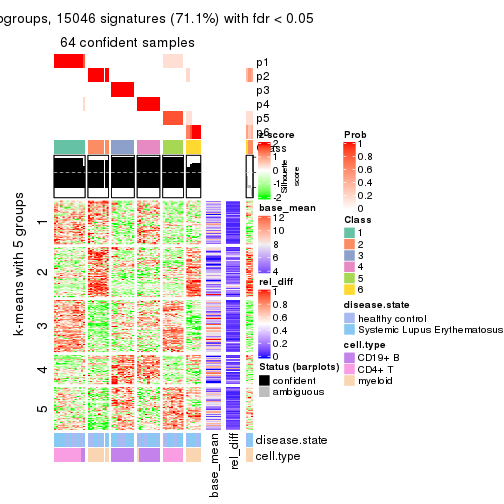 ogroups, 15046 signatures (71.1%) with fdr < 0.05
64 confident samples
p1
p2
p3
p4
p5
p6
Class
Silhouette
score
1
2
3
4
5
k-means with 5 groups
base_mean
rel_diff
disease.state
cell.type
z-score
2
1
0
-1
-2
base_mean
12
10
8
6
4
rel_diff
1
0.8
0.6
0.4
0.2
0
Status (barplots)
confident
ambiguous
Prob
1
0.8
0.6
0.4
0.2
0
Class
1
2
3
4
5
6
disease.state
healthy control
Systemic Lupus Erythematosus
cell.type
CD19+ B
CD4+ T
myeloid